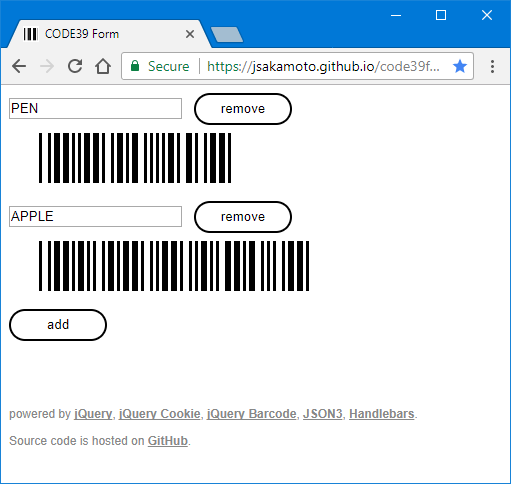 CODE39 Form
Secure https://jsakamoto.github.io/code39f...
PEN remove
APPLE remove
add
powered by jQuery, jQuery Cookie, jQuery Barcode, JSON3, Handlebars.
Source code is hosted on GitHub.